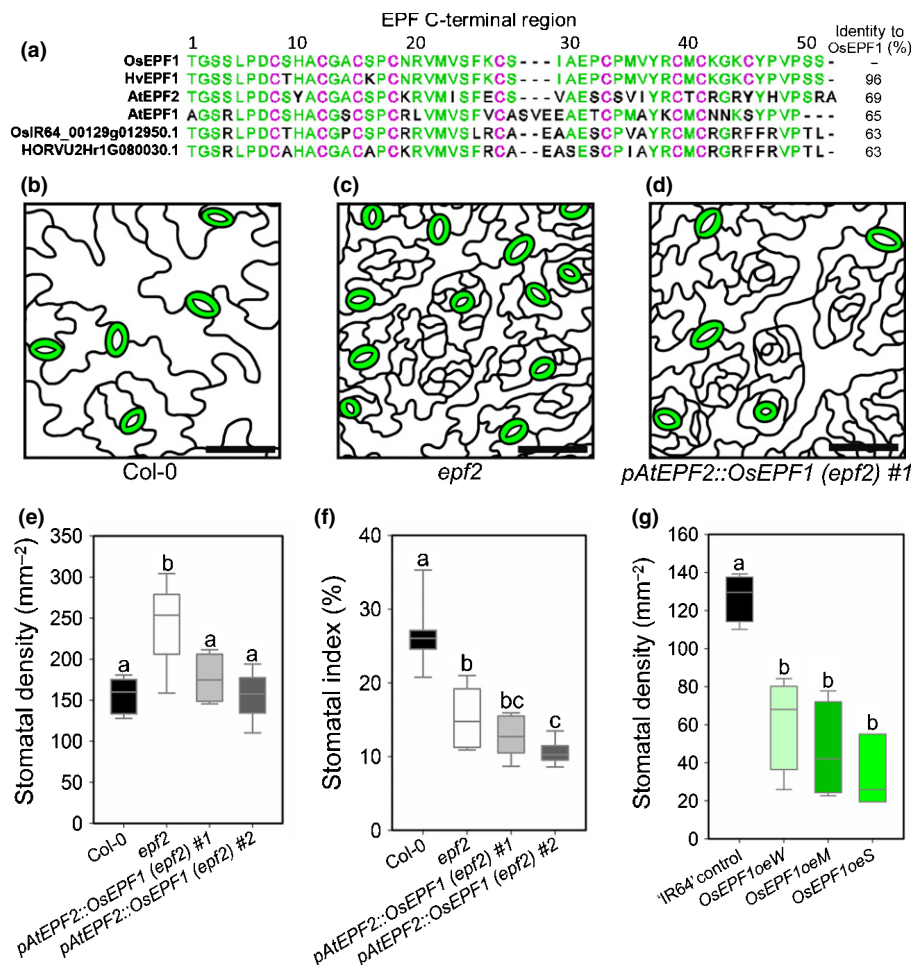 EPF C-terminal region
Identity to OsEPF1 (%)
(a)
1 10 20 30 40 50
OsEPF1 TGSSLPDCSHACGACSPCNRVMVSFKCS---IAEPCPMVYRCMCKGKCYPVPSS- –
HvEPF1 TGSSLPDCTHACGACKPCNRVMVSFKCS---IAEPCPMVYRCMCKGKCYPVPSS- 96
AtEPF2 TGSSLPDCSYACGACSPCKRVMISFECS---VAESCSVIYRCTCRGRYYHVPSRA 69
AtEPF1 AGSRLPDCSHACGSCSPCRLVMVSFVCASVEEAETCPMAYKCMCNNKSYPVP--- 65
OsIR64_00129g012950.1 TGSRLPDCTHACGPCSPCRRVMVSLRCA--EAAESCPVAYRCMCRGRFFRVPTL- 63
HORVU2Hr1G080030.1 TGSRLPDCAHACGACAPCKRVMVSFRCA--EASESCPIAYRCMCRGRFFRVPTL- 63
(b) (c) (d)
Col-0 epf2 pAtEPF2::OsEPF1 (epf2) #1
(e)
Stomatal density (mm−2)
350
300
250
200
150
100
50
0
a b a a
Col-0
epf2
pAtEPF2::OsEPF1 (epf2) #1
pAtEPF2::OsEPF1 (epf2) #2
(f)
Stomatal index (%)
40
30
20
10
0
a b bc c
Col-0
epf2
pAtEPF2::OsEPF1 (epf2) #1
pAtEPF2::OsEPF1 (epf2) #2
(g)
Stomatal density (mm−2)
160
140
120
100
80
60
40
20
0
a b b b
'IR64' control
OsEPF1oeW
OsEPF1oeM
OsEPF1oeS